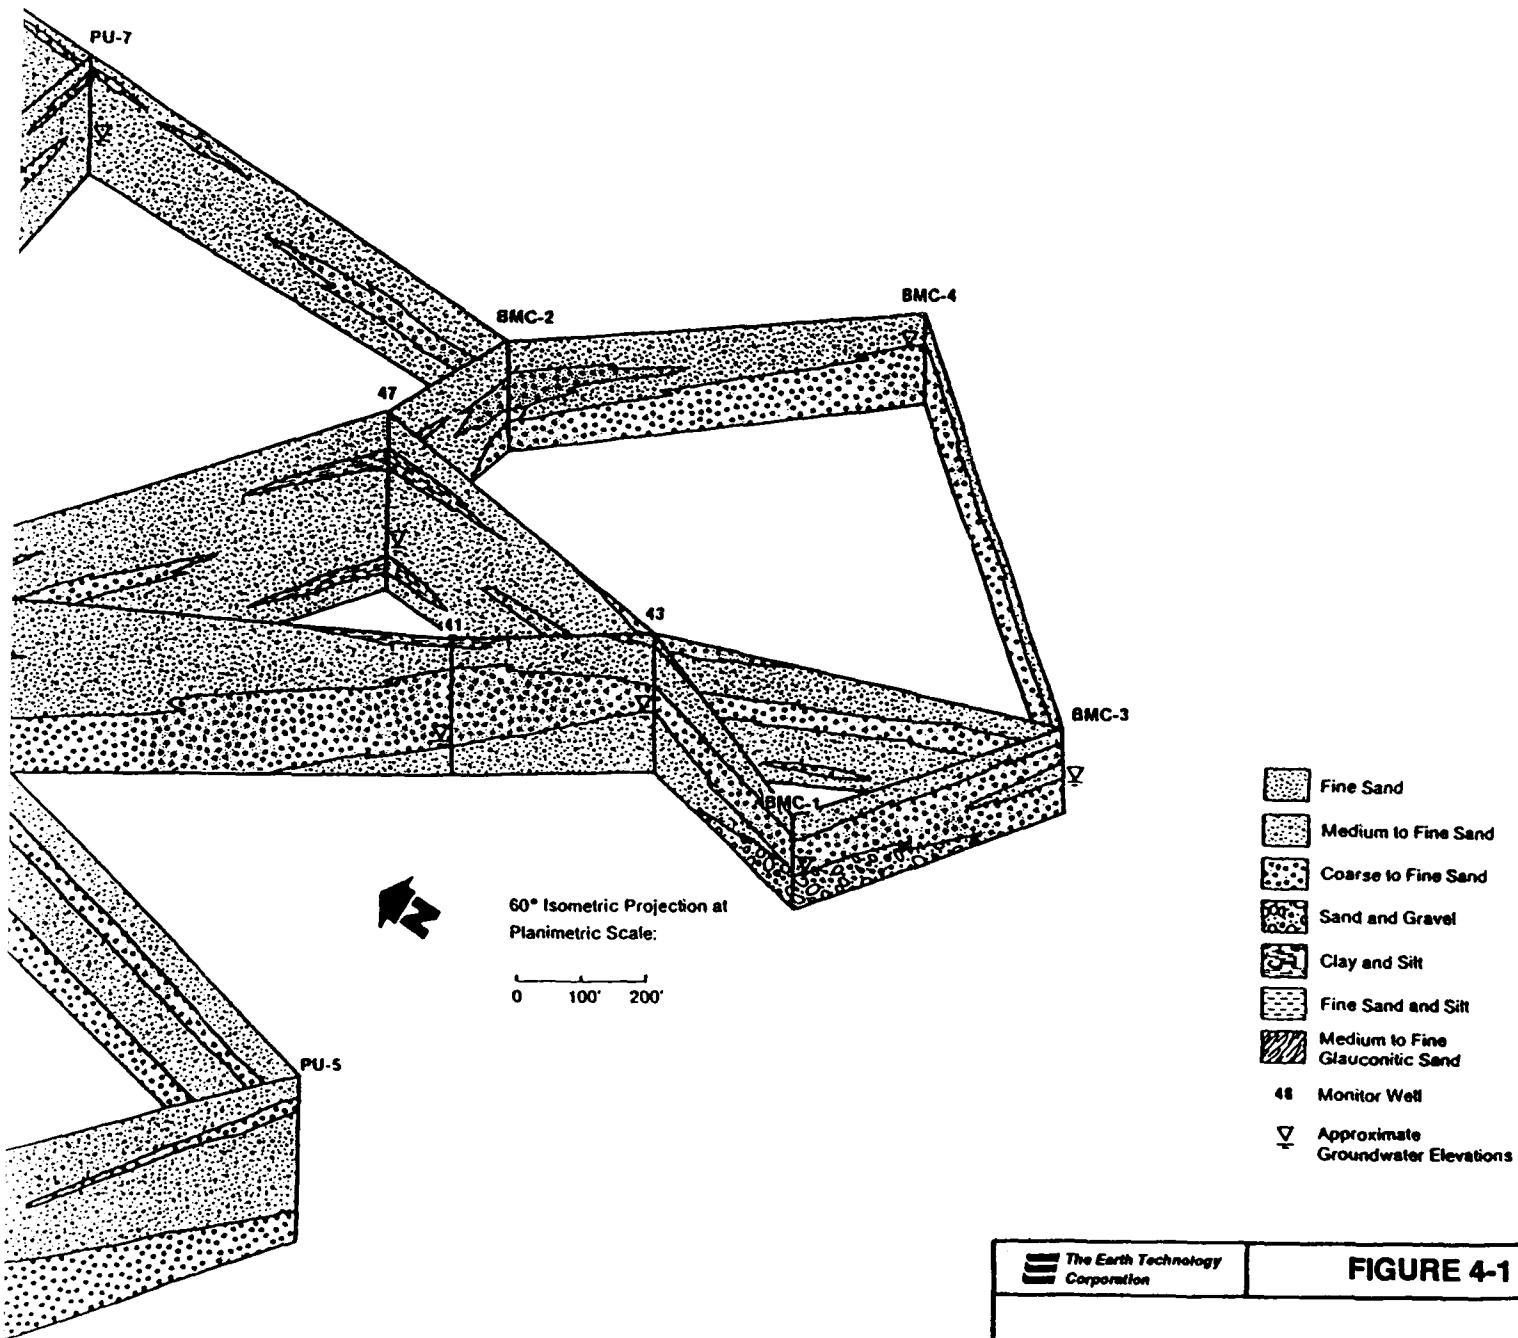 PU-7
BMC-4
BMC-2
47
43
41
BMC-3
BMC-1
Fine Sand
Medium to Fine Sand
Coarse to Fine Sand
Sand and Gravel
Clay and Silt
Fine Sand and Silt
Medium to Fine
Glauconitic Sand
48 Monitor Well
Approximate
Groundwater Elevations
N
60° Isometric Projection at
Planimetric Scale:
0 100' 200'
PU-5
The Earth Technology
Corporation
FIGURE 4-1